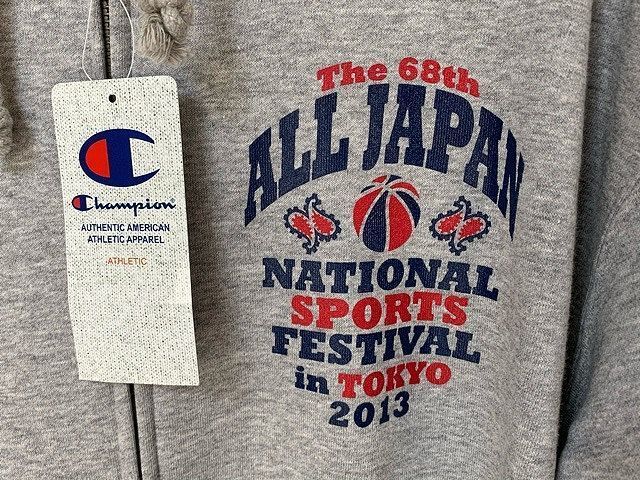 Champion
AUTHENTIC AMERICAN
ATHLETIC APPAREL
ATHLETIC
The 68th
ALL JAPAN
NATIONAL
SPORTS
FESTIVAL
in TOKYO
2013